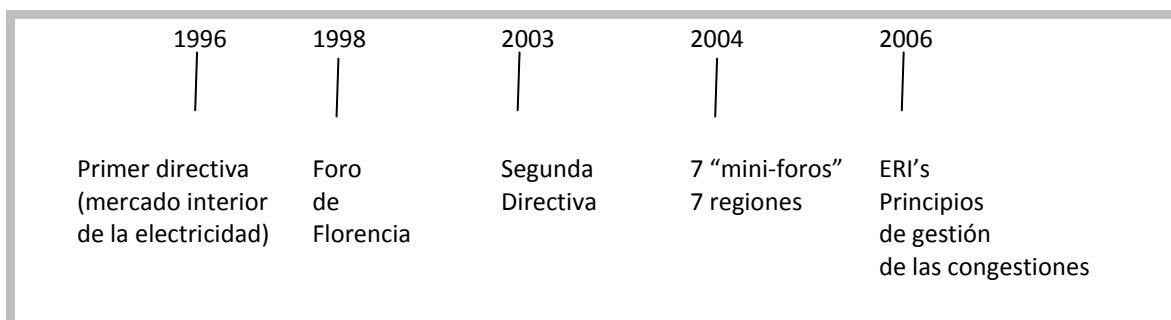 1996 1998 2003 2004 2006
Primer directiva
(mercado interior
de la electricidad)
Foro
de
Florencia
Segunda
Directiva
7 “mini-foros”
7 regiones
ERI’s
Principios
de gestión
de las congestiones